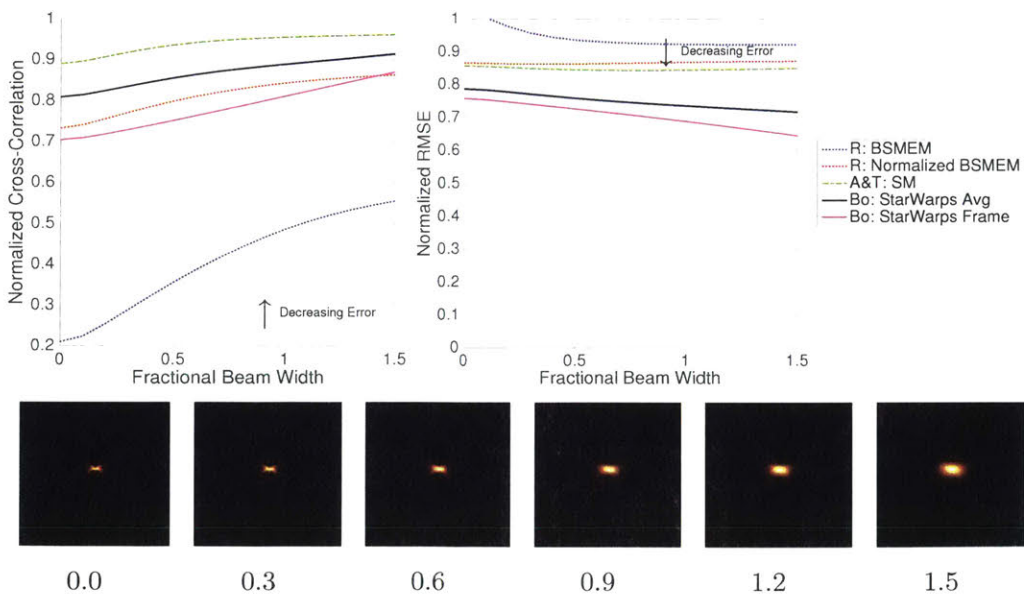 Normalized Cross-Correlation
1
0.9
0.8
0.7
0.6
0.5
0.4
0.3
0.2
0
0.5
1
1.5
Fractional Beam Width
↑ Decreasing Error
Normalized RMSE
1
0.9
0.8
0.7
0.6
0.5
0.4
0.3
0.2
0.1
0
0
0.5
1
1.5
Fractional Beam Width
↓ Decreasing Error
R: BSMEM
R: Normalized BSMEM
A&T: SM
Bo: StarWarps Avg
Bo: StarWarps Frame
0.0 0.3 0.6 0.9 1.2 1.5